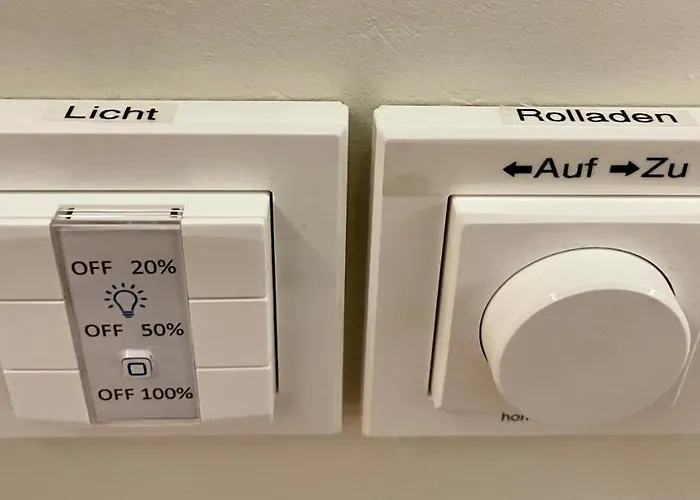 Licht
OFF 20%
OFF 50%
OFF 100%
Rolladen
←Auf →Zu